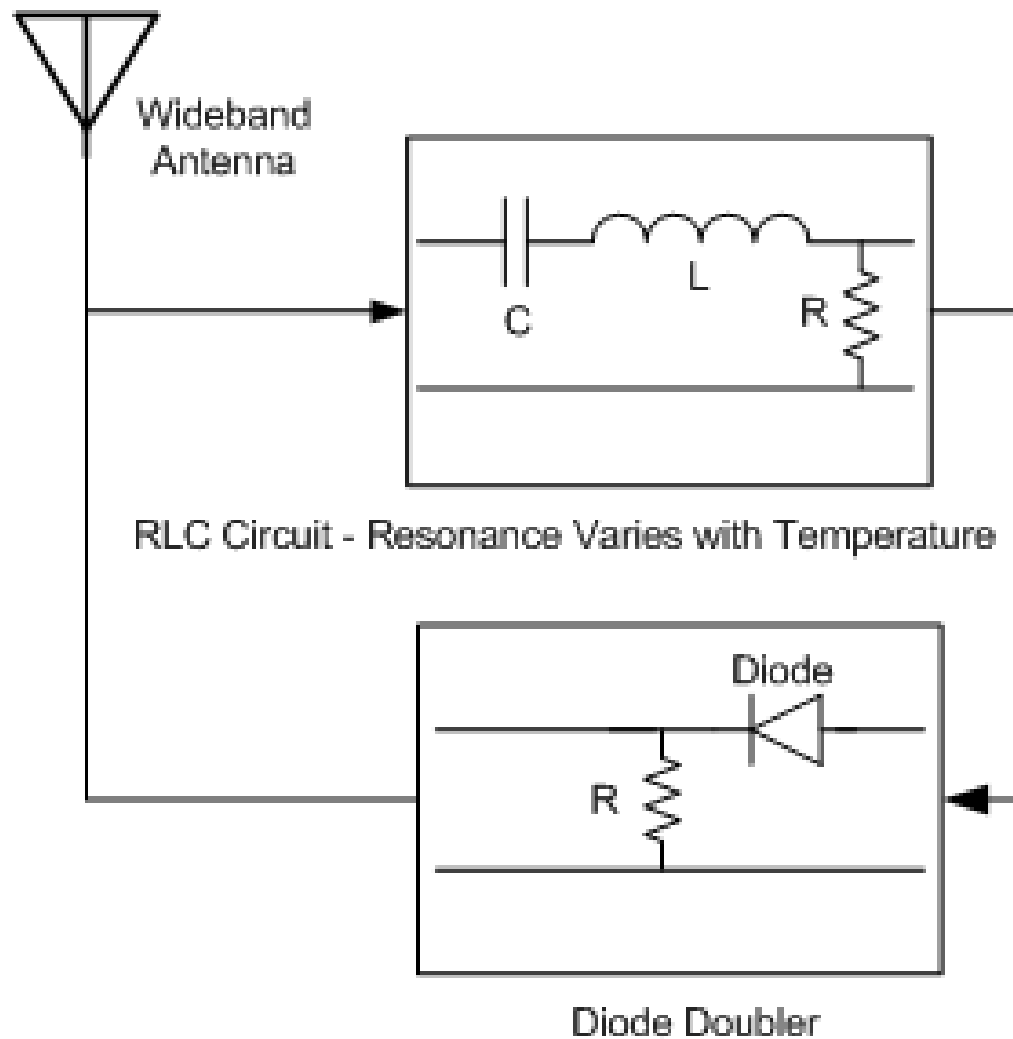 Wideband
Antenna
C
L
R
RLC Circuit - Resonance Varies with Temperature
Diode
R
Diode Doubler